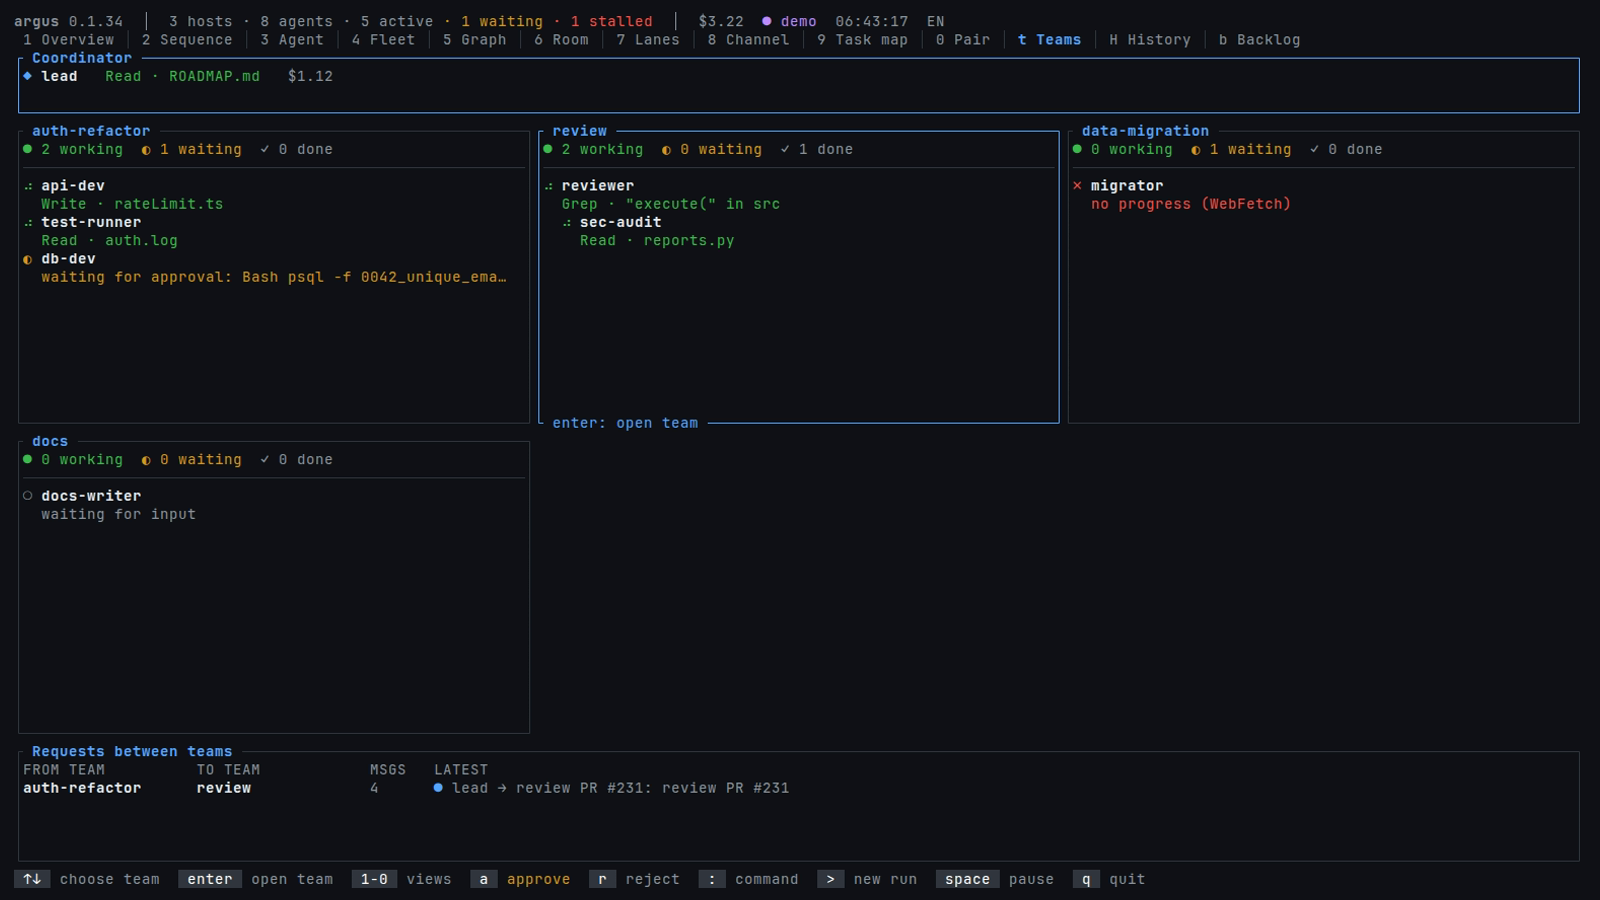 argus 0.1.34 │ 3 hosts · 8 agents · 5 active · 1 waiting · 1 stalled │ $3.22 ● demo 06:43:17 EN
1 Overview │ 2 Sequence │ 3 Agent │ 4 Fleet │ 5 Graph │ 6 Room │ 7 Lanes │ 8 Channel │ 9 Task map │ 0 Pair │ t Teams │ H History │ b Backlog
Coordinator
◆ lead Read · ROADMAP.md $1.12
auth-refactor
● 2 working ◐ 1 waiting ✓ 0 done
api-dev
Write · rateLimit.ts
test-runner
Read · auth.log
◐ db-dev
waiting for approval: Bash psql -f 0042_unique_ema…
review
● 2 working ◐ 0 waiting ✓ 1 done
reviewer
Grep · "execute(" in src
sec-audit
Read · reports.py
enter: open team
data-migration
● 0 working ◐ 1 waiting ✓ 0 done
✕ migrator
no progress (WebFetch)
docs
● 0 working ◐ 0 waiting ✓ 0 done
○ docs-writer
waiting for input
Requests between teams
FROM TEAM TO TEAM MSGS LATEST
auth-refactor review 4 ● lead → review PR #231: review PR #231
↑↓ choose team enter open team 1-0 views a approve r reject : command > new run space pause q quit